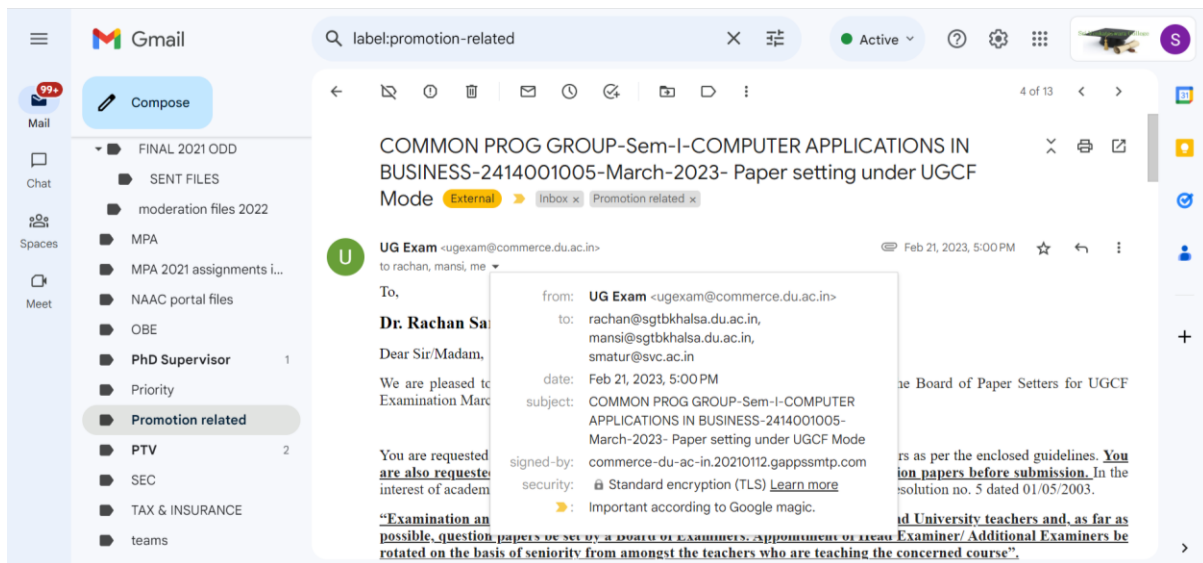 Gmail
label:promotion-related
Active
S
99+
Mail
Chat
Spaces
Meet
Compose
FINAL 2021 ODD
SENT FILES
moderation files 2022
MPA
MPA 2021 assignments i...
NAAC portal files
OBE
PhD Supervisor 1
Priority
Promotion related
PTV 2
SEC
TAX & INSURANCE
teams
4 of 13
COMMON PROG GROUP-Sem-I-COMPUTER APPLICATIONS IN
BUSINESS-2414001005-March-2023- Paper setting under UGCF
Mode External Inbox x Promotion related x
U
UG Exam <ugexam@commerce.du.ac.in>
Feb 21, 2023, 5:00 PM
to rachan, mansi, me
To,
Dr. Rachan Sa
Dear Sir/Madam,
We are pleased to
Board of Paper Setters for UGCF
Examination Marc
You are requested
rs as per the enclosed guidelines. You
are also requeste
ion papers before submission. In the
interest of academ
esolution no. 5 dated 01/05/2003.
"Examination an
nd University teachers and, as far as
possible, question papers be set by a Board of Examiners. Appointment of Head Examiner/ Additional Examiners be
rotated on the basis of seniority from amongst the teachers who are teaching the concerned course".
from: UG Exam <ugexam@commerce.du.ac.in>
to: rachan@sgtbkhalsa.du.ac.in,
mansi@sgtbkhalsa.du.ac.in,
smatur@svc.ac.in
date: Feb 21, 2023, 5:00 PM
subject: COMMON PROG GROUP-Sem-I-COMPUTER
APPLICATIONS IN BUSINESS-2414001005-
March-2023- Paper setting under UGCF Mode
signed-by: commerce-du-ac-in.20210112.gappssmtp.com
security: Standard encryption (TLS) Learn more
: Important according to Google magic.
31